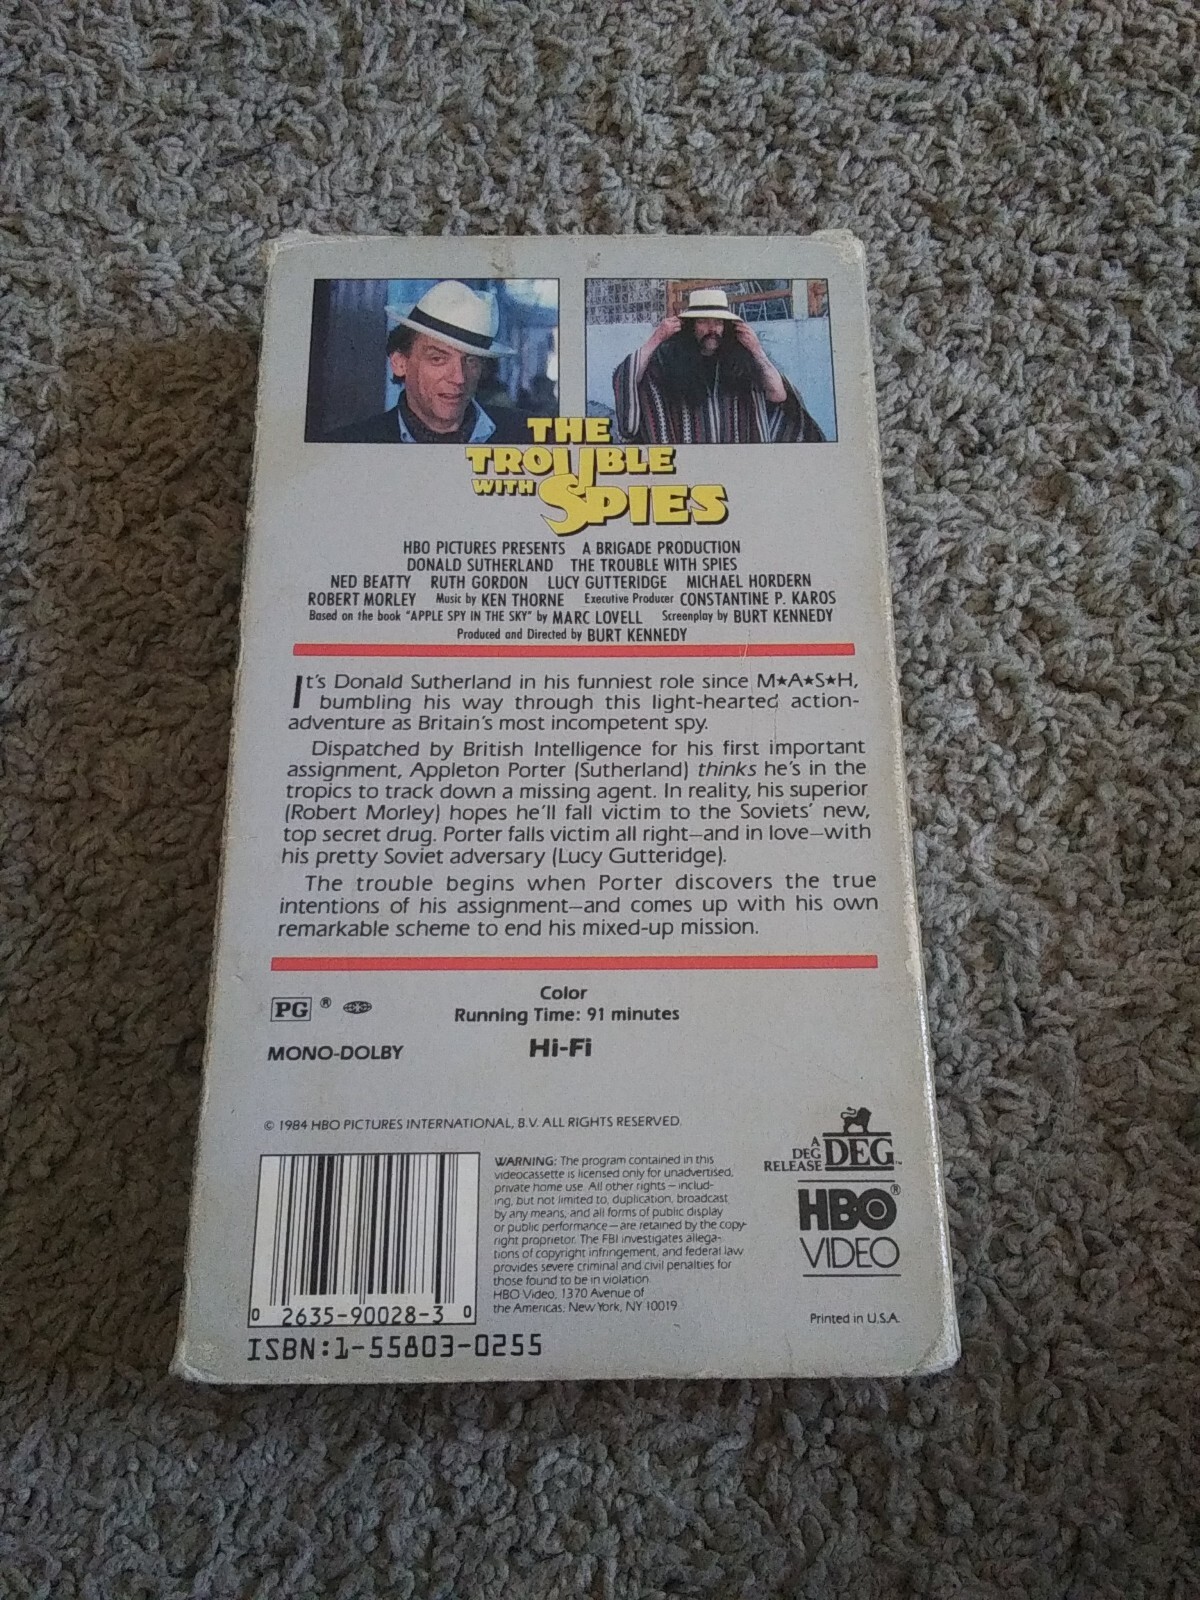 THE
TROUBLE
WITH SPIES
HBO PICTURES PRESENTS A BRIGADE PRODUCTION
DONALD SUTHERLAND THE TROUBLE WITH SPIES
NED BEATTY RUTH GORDON LUCY GUTTERIDGE MICHAEL HORDERN
ROBERT MORLEY Music by KEN THORNE Executive Producer CONSTANTINE P. KAROS
Based on the book "APPLE SPY IN THE SKY" by MARC LOVELL Screenplay by BURT KENNEDY
Produced and Directed by BURT KENNEDY
It's Donald Sutherland in his funniest role since M★A★S★H,
bumbling his way through this light-hearted action-
adventure as Britain's most incompetent spy.
Dispatched by British Intelligence for his first important
assignment, Appleton Porter (Sutherland) thinks he's in the
tropics to track down a missing agent. In reality, his superior
(Robert Morley) hopes he'll fall victim to the Soviets' new,
top secret drug. Porter falls victim all right—and in love—with
his pretty Soviet adversary (Lucy Gutteridge).
The trouble begins when Porter discovers the true
intentions of his assignment—and comes up with his own
remarkable scheme to end his mixed-up mission.
PG ®
Color
Running Time: 91 minutes
MONO-DOLBY
Hi-Fi
© 1984 HBO PICTURES INTERNATIONAL, B.V. ALL RIGHTS RESERVED.
0 2635-90028-3 0
ISBN:1-55803-0255
WARNING: The program contained in this
videocassette is licensed only for unadvertised,
private home use. All other rights — includ-
ing, but not limited to, duplication, broadcast
by any means, and all forms of public display
or public performance — are retained by the copy-
right proprietor. The FBI investigates allega-
tions of copyright infringement, and federal law
provides severe criminal and civil penalties for
those found to be in violation.
HBO Video, 1370 Avenue of
the Americas, New York, NY 10019
A
DEG
RELEASE
DEG™
HBO®
VIDEO
Printed in U.S.A.